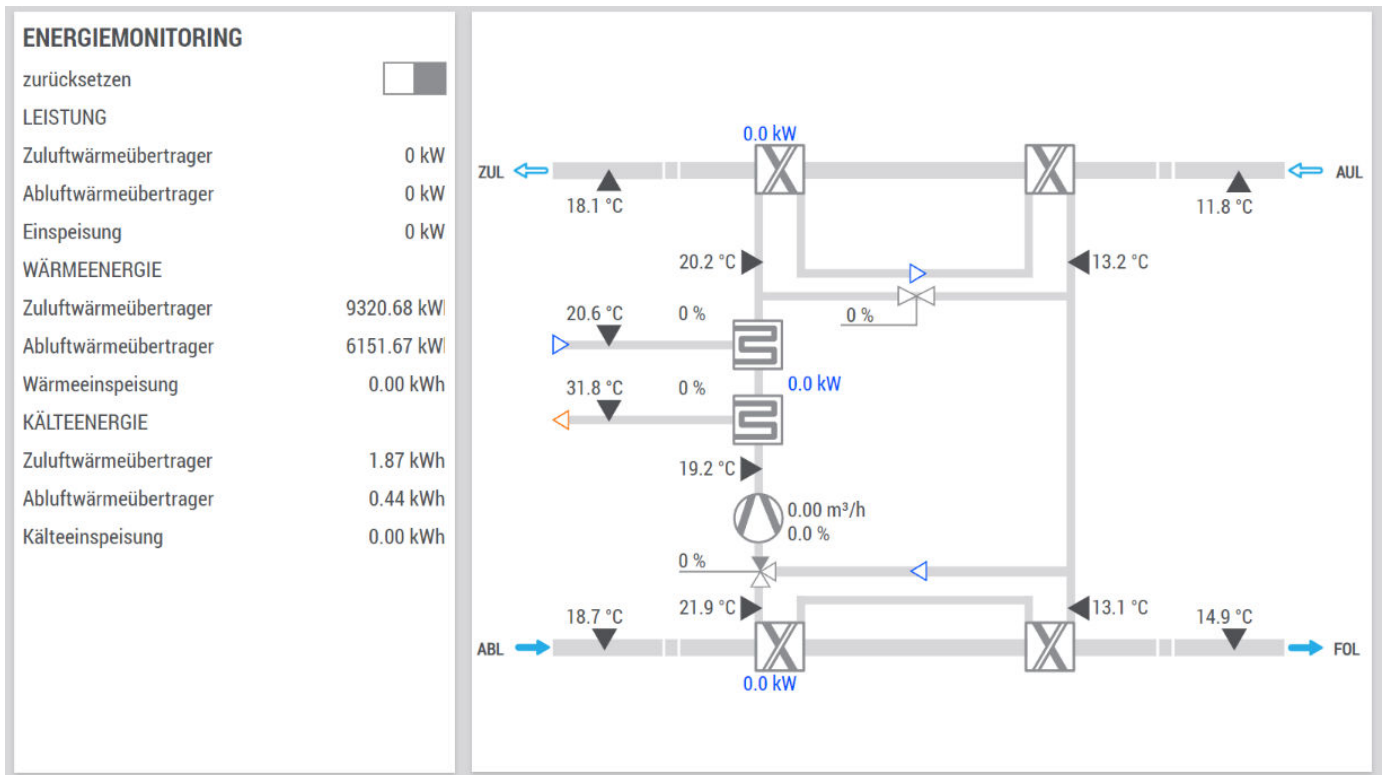 ENERGIEMONITORING
zurücksetzen
LEISTUNG
Zuluftwärmeübertrager 0 kW
Abluftwärmeübertrager 0 kW
Einspeisung 0 kW
WÄRMEENERGIE
Zuluftwärmeübertrager 9320.68 kW
Abluftwärmeübertrager 6151.67 kW
Wärmeeinspeisung 0.00 kWh
KÄLTEENERGIE
Zuluftwärmeübertrager 1.87 kWh
Abluftwärmeübertrager 0.44 kWh
Kälteeinspeisung 0.00 kWh
0.0 kW
ZUL AUL
18.1 °C 11.8 °C
20.2 °C 13.2 °C
20.6 °C 0 % 0 %
31.8 °C 0 % 0.0 kW
19.2 °C
0.00 m³/h
0.0 %
0 %
21.9 °C 13.1 °C
18.7 °C 14.9 °C
ABL FOL
0.0 kW